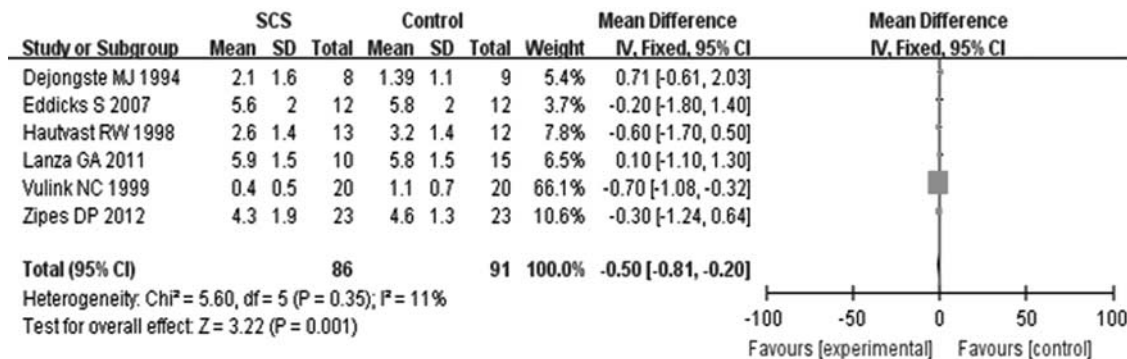 SCS Control Mean Difference Mean Difference
Study or Subgroup Mean SD Total Mean SD Total Weight IV, Fixed, 95% CI IV, Fixed, 95% CI
Dejongste MJ 1994 2.1 1.6 8 1.39 1.1 9 5.4% 0.71 [-0.61, 2.03]
Eddicks S 2007 5.6 2 12 5.8 2 12 3.7% -0.20 [-1.80, 1.40]
Hautvast RW 1998 2.6 1.4 13 3.2 1.4 12 7.8% -0.60 [-1.70, 0.50]
Lanza GA 2011 5.9 1.5 10 5.8 1.5 15 6.5% 0.10 [-1.10, 1.30]
Vulink NC 1999 0.4 0.5 20 1.1 0.7 20 66.1% -0.70 [-1.08, -0.32]
Zipes DP 2012 4.3 1.9 23 4.6 1.3 23 10.6% -0.30 [-1.24, 0.64]
Total (95% CI) 86 91 100.0% -0.50 [-0.81, -0.20]
Heterogeneity: Chi² = 5.60, df = 5 (P = 0.35); I² = 11%
Test for overall effect: Z = 3.22 (P = 0.001)
-100 -50 0 50 100
Favours [experimental] Favours [control]